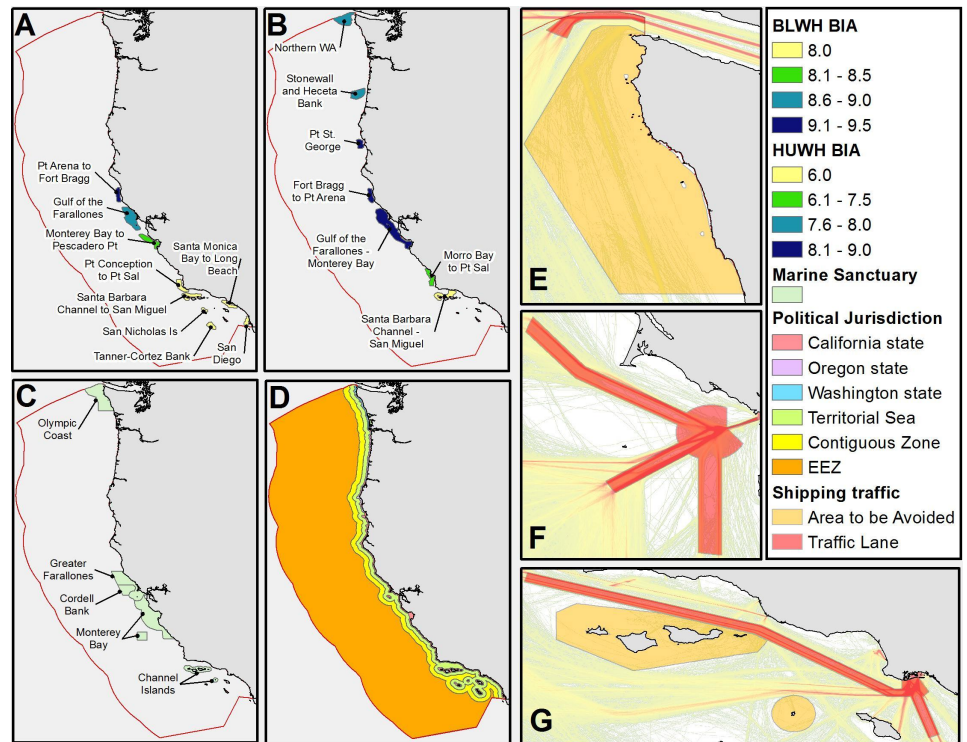 A
Pt Arena to
Fort Bragg
Gulf of the
Farallones
Monterey Bay to
Pescadero Pt
Santa Monica
Bay to Long
Beach
Pt Conception
to Pt Sal
Santa Barbara
Channel to San Miguel
San Nicholas Is
Tanner-Cortez Bank
San
Diego
B
Northern WA
Stonewall
and Heceta
Bank
Pt St.
George
Fort Bragg
to Pt Arena
Gulf of the
Farallones -
Monterey Bay
Morro Bay
to Pt Sal
Santa Barbara
Channel -
San Miguel
C
Olympic
Coast
Greater
Farallones
Cordell
Bank
Monterey
Bay
Channel
Islands
D
E
F
G
BLWH BIA
8.0
8.1 - 8.5
8.6 - 9.0
9.1 - 9.5
HUWH BIA
6.0
6.1 - 7.5
7.6 - 8.0
8.1 - 9.0
Marine Sanctuary
Political Jurisdiction
California state
Oregon state
Washington state
Territorial Sea
Contiguous Zone
EEZ
Shipping traffic
Area to be Avoided
Traffic Lane